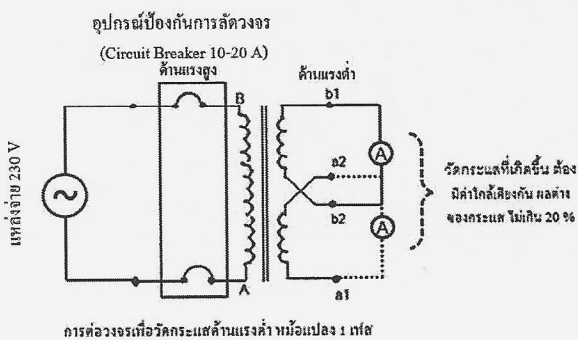 อุปกรณ์ป้องกันการลัดวงจร
(Circuit Breaker 10-20 A)
ด้านแรงสูง
ด้านแรงต่ำ
B
b1
A
a2
b2
A
A
a1
แหล่งจ่าย 230 V
วัดกระแสที่เกิดขึ้น ต้อง
มีค่าใกล้เคียงกัน ผลต่าง
ของกระแส ไม่เกิน 20 %
การต่อวงจรเพื่อวัดกระแสด้านแรงต่ำ หม้อแปลง 1 เฟส